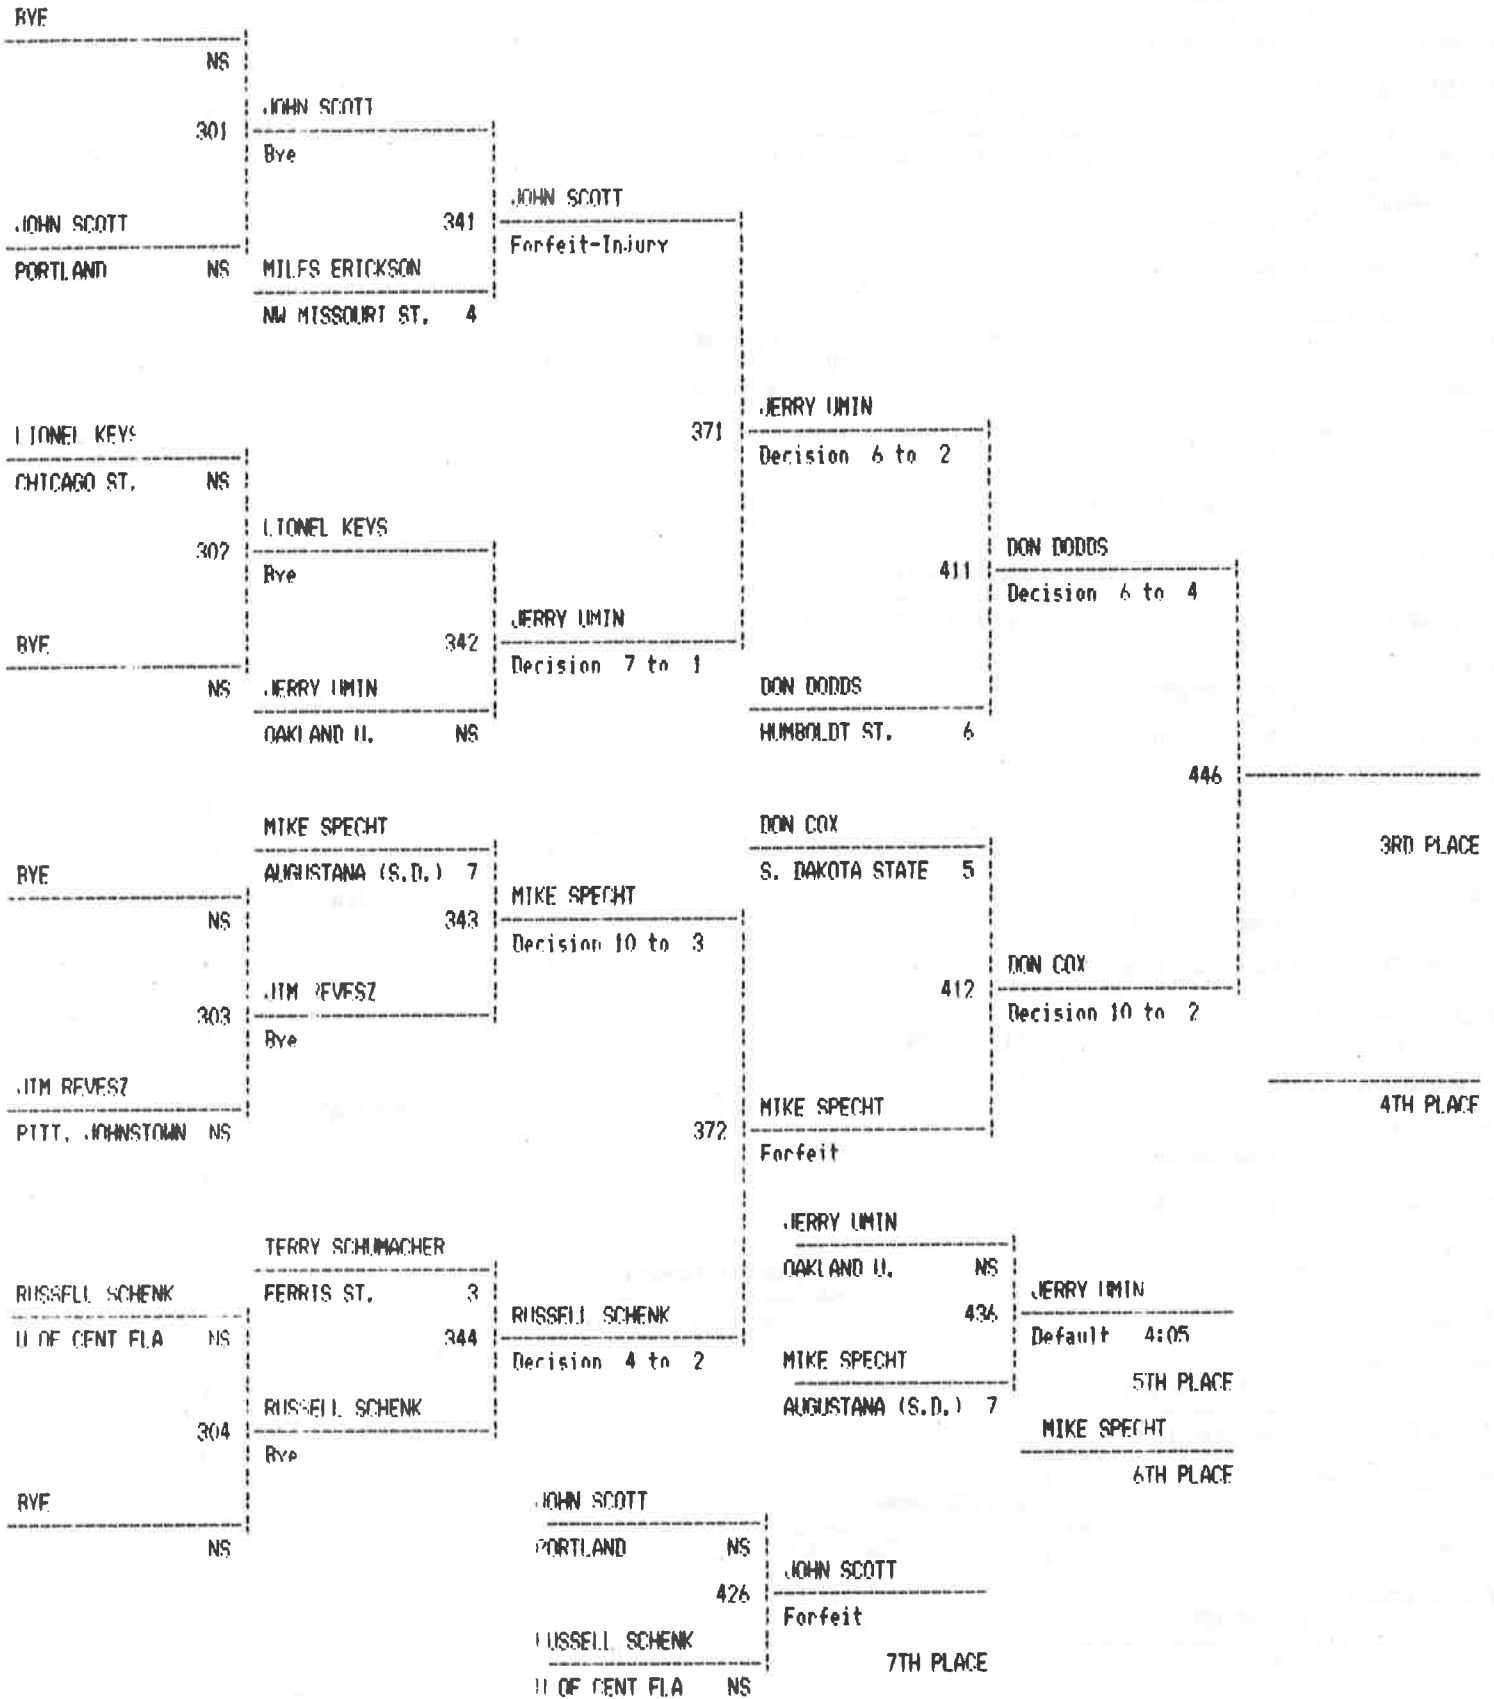 BYE
NS
301
JOHN SCOTT
Bye
JOHN SCOTT
PORTLAND NS
341
MILES ERICKSON
NW MISSOURI ST. 4
JOHN SCOTT
Forfeit-Injury
LIONEL KEYS
CHICAGO ST. NS
302
LIONEL KEYS
Bye
BYE
NS
342
JERRY UMIN
OAKLAND U. NS
JERRY UMIN
Decision 7 to 1
371
JERRY UMIN
Decision 6 to 2
DON DODDS
HUMBOLDT ST. 6
411
DON DODDS
Decision 6 to 4
446
3RD PLACE
MIKE SPECHT
AUGUSTANA (S.D.) 7
BYE
NS
343
MIKE SPECHT
Decision 10 to 3
303
JIM REVESZ
Bye
JIM REVESZ
PITT. JOHNSTOWN NS
DON COX
S. DAKOTA STATE 5
412
DON COX
Decision 10 to 2
372
MIKE SPECHT
Forfeit
4TH PLACE
TERRY SCHUMACHER
FERRIS ST. 3
RUSSELL SCHENK
U OF CENT FLA NS
344
RUSSELL SCHENK
Decision 4 to 2
304
RUSSELL SCHENK
Bye
BYE
NS
JERRY UMIN
OAKLAND U. NS
436
JERRY UMIN
Default 4:05
5TH PLACE
MIKE SPECHT
AUGUSTANA (S.D.) 7
MIKE SPECHT
6TH PLACE
JOHN SCOTT
PORTLAND NS
426
JOHN SCOTT
Forfeit
7TH PLACE
RUSSELL SCHENK
U OF CENT FLA NS